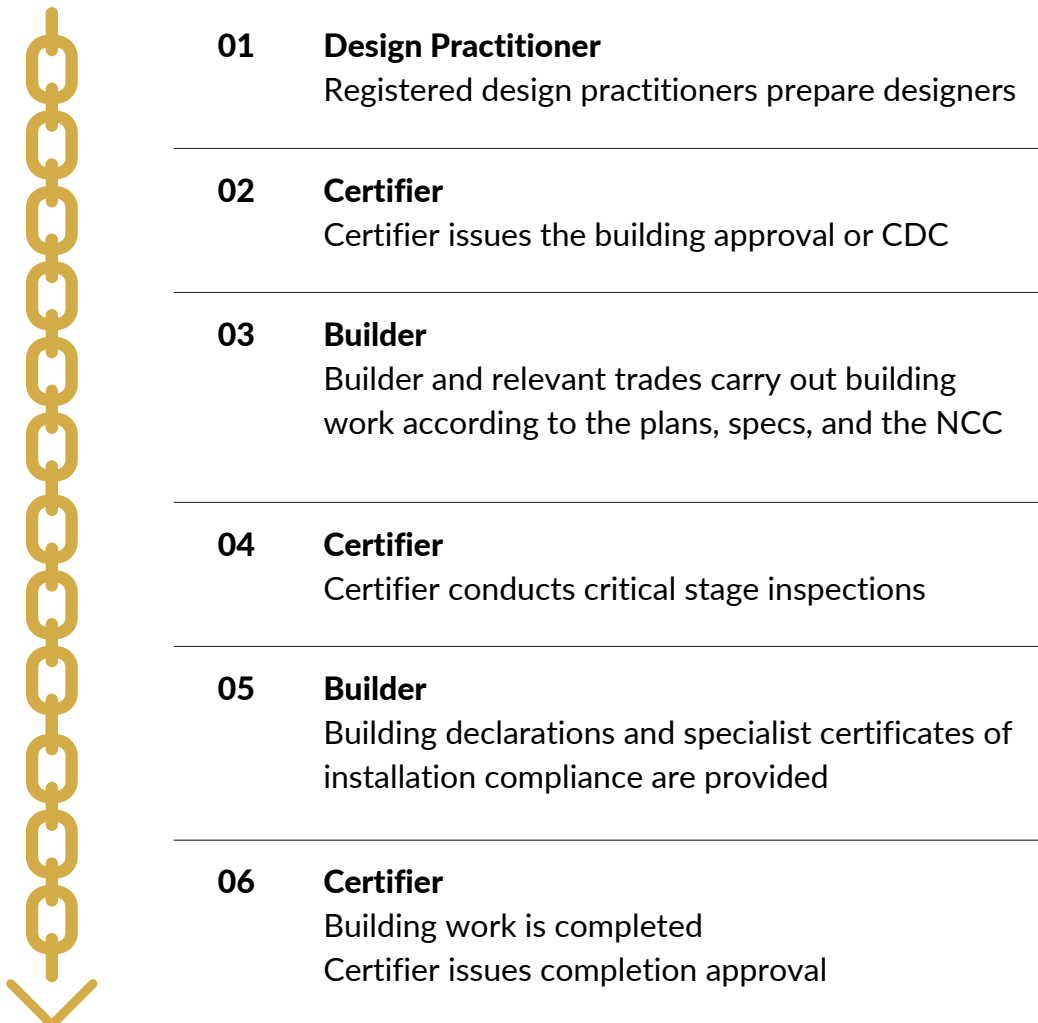 01 Design Practitioner
Registered design practitioners prepare designers
02 Certifier
Certifier issues the building approval or CDC
03 Builder
Builder and relevant trades carry out building
work according to the plans, specs, and the NCC
04 Certifier
Certifier conducts critical stage inspections
05 Builder
Building declarations and specialist certificates of
installation compliance are provided
06 Certifier
Building work is completed
Certifier issues completion approval